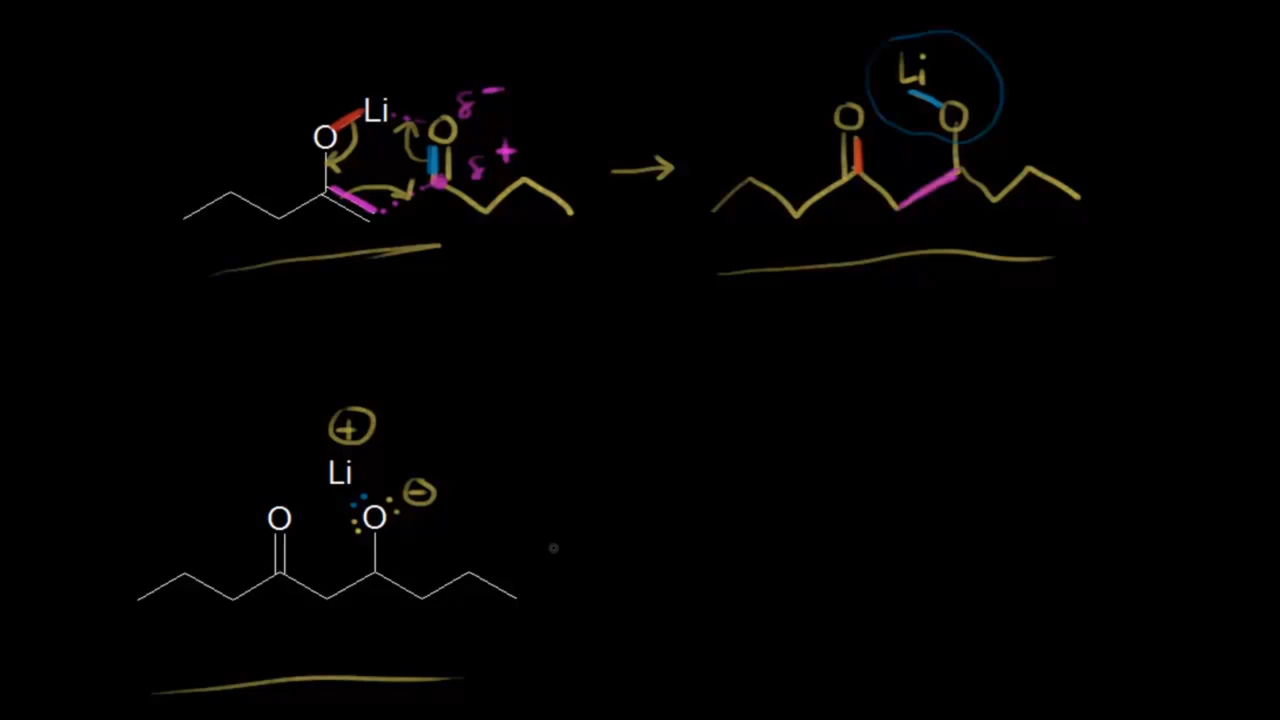 Li δ⁻ Li
O O O O
δ+
+
Li
−
O O